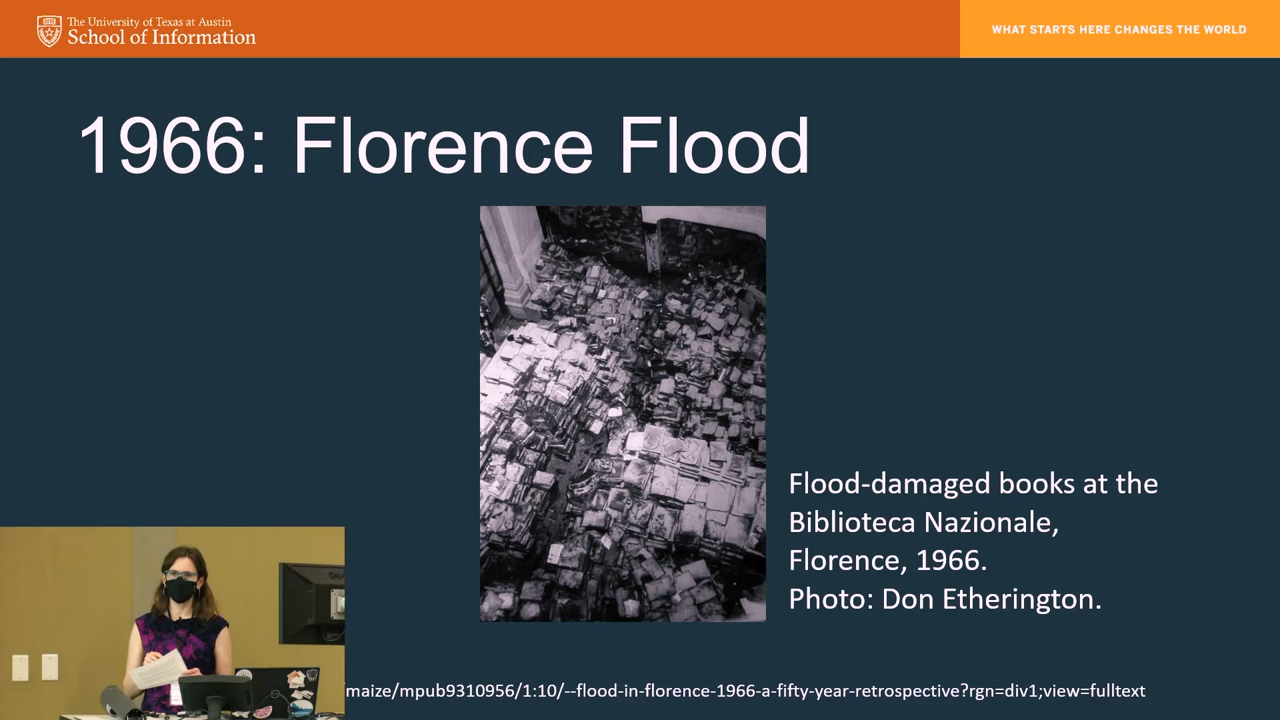 The University of Texas at Austin
School of Information
WHAT STARTS HERE CHANGES THE WORLD
1966: Florence Flood
Flood-damaged books at the
Biblioteca Nazionale,
Florence, 1966.
Photo: Don Etherington.
/maize/mpub9310956/1:10/--flood-in-florence-1966-a-fifty-year-retrospective?rgn=div1;view=fulltext